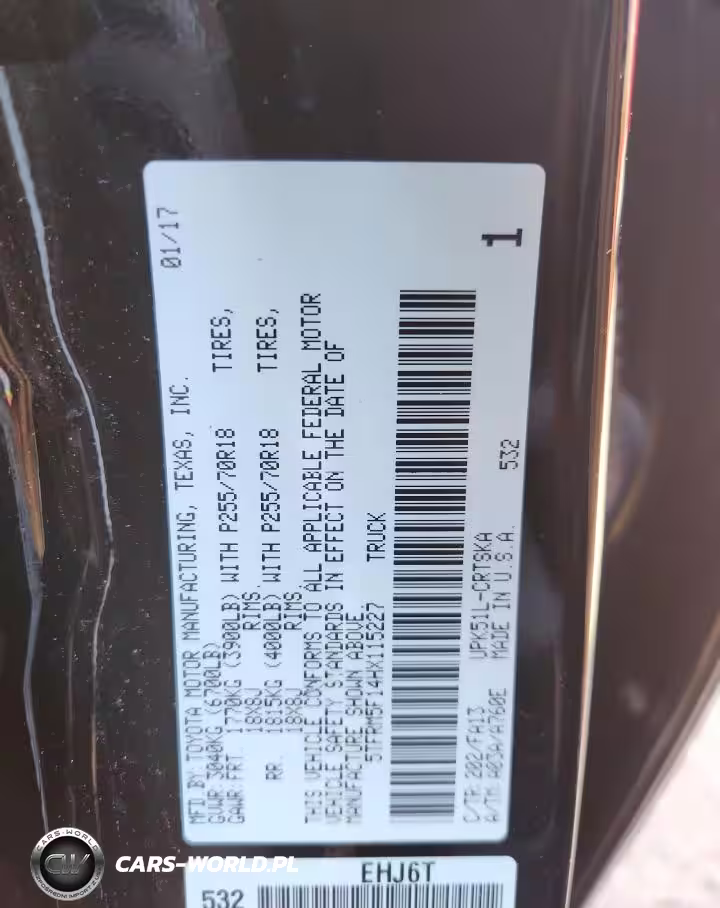 MFD BY:TOYOTA MOTOR MANUFACTURING, TEXAS, INC. 01/17
GVWR: 3040KG (6700LB)
GAWR:FRT. 1770KG (3900LB) WITH P255/70R18 TIRES,
18X8J RIMS.
RR. 1815KG (4000LB) WITH P255/70R18 TIRES,
18X8J RIMS.
THIS VEHICLE CONFORMS TO ALL APPLICABLE FEDERAL MOTOR
VEHICLE SAFETY STANDARDS IN EFFECT ON THE DATE OF
MANUFACTURE SHOWN ABOVE.
5TFRM5F14HX115227 TRUCK
1
C/TR: 202/FA13 UPK51L-CRTSKA 532
A/TM: A03A/A760E MADE IN U.S.A.
EHJ6T
532
CARS-WORLD
CW
CARS-WORLD.PL